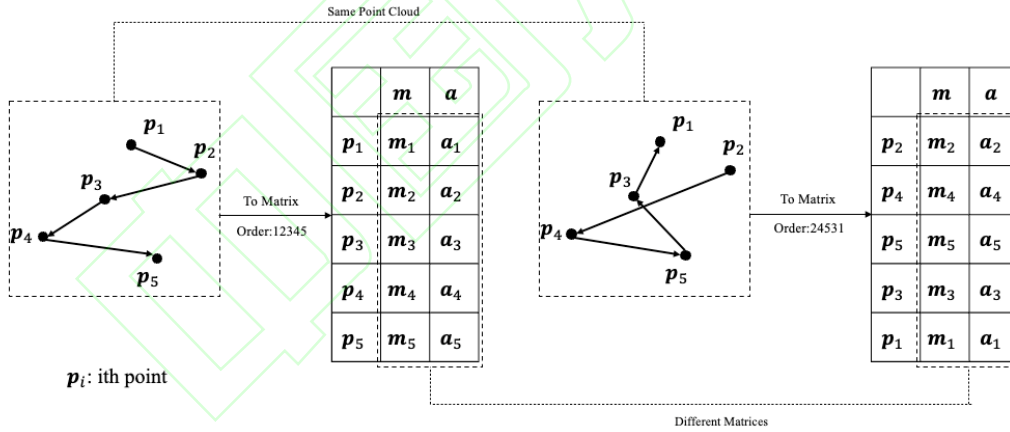 Same Point Cloud
p₁
p₂
p₃
p₄
p₅
To Matrix
Order:12345
m a
p₁ m₁ a₁
p₂ m₂ a₂
p₃ m₃ a₃
p₄ m₄ a₄
p₅ m₅ a₅
p₁
p₂
p₃
p₄
p₅
To Matrix
Order:24531
m a
p₂ m₂ a₂
p₄ m₄ a₄
p₅ m₅ a₅
p₃ m₃ a₃
p₁ m₁ a₁
pᵢ: ith point
Different Matrices